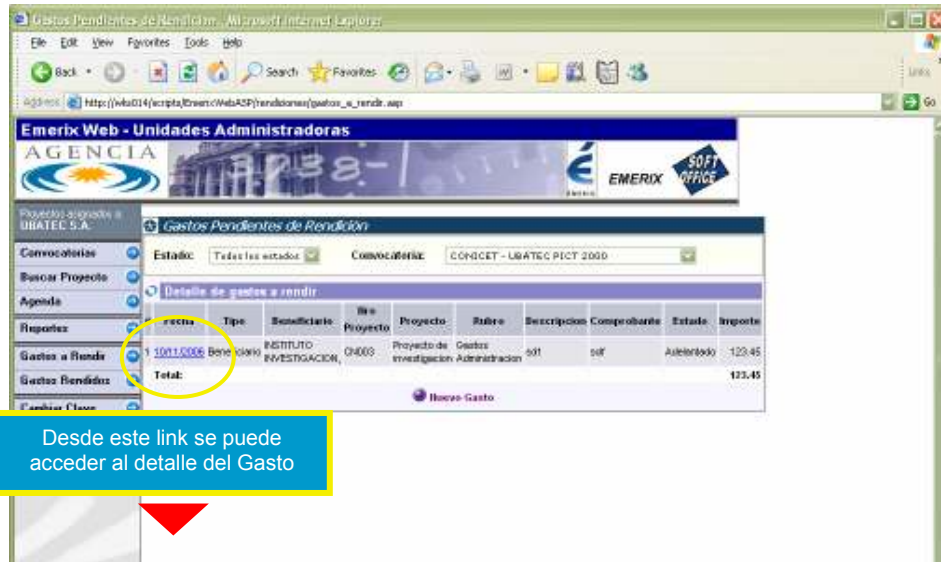 Gastos Pendientes de Rendicion - Microsoft Internet Explorer
File Edit View Favorites Tools Help
Back Search Favorites Links
Address http://wks014/scripts/EmerixWebASP/rendiciones/gastos_a_rendir.asp Go
Emerix Web - Unidades Administradoras
AGENCIA
3738-
É EMERIX SOFT OFFICE
Proyectos asignados a
UBATEC S.A.
Gastos Pendientes de Rendición
Convocatorias
Estado: Todos los estados Convocatoria: CONICET - UBATEC PICT 2000
Buscar Proyecto
Agenda
Detalle de gastos a rendir
Reportes
Fecha Tipo Beneficiario Nro Proyecto Proyecto Rubro Descripcion Comprobante Estado Importe
Gastos a Rendir
1 10/11/2006 Beneficiario INSTITUTO INVESTIGACION, CN003 Proyecto de investigacion Gastos Administracion sdf Adelantado 123.45
Gastos Rendidos
Total: 123.45
Nuevo Gasto
Cambiar Clave
Desde este link se puede
acceder al detalle del Gasto